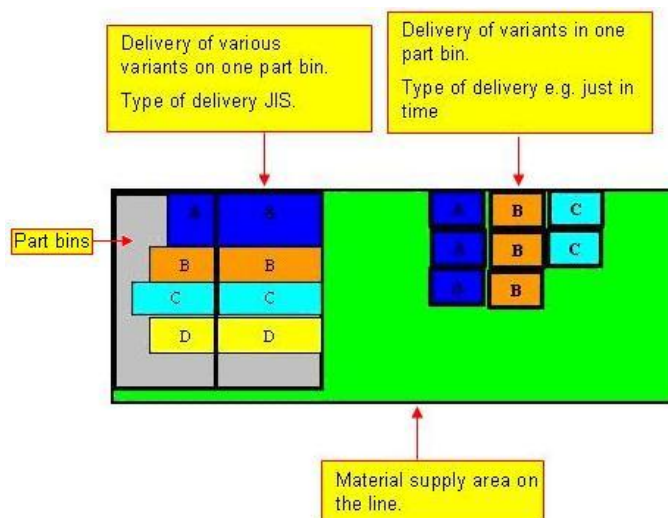 Delivery of various
variants on one part bin.
Type of delivery JIS.
Delivery of variants in one
part bin.
Type of delivery e.g. just in
time
Part bins
A A
B B
C C
D D
A B C
A B C
A B
Material supply area on
the line.